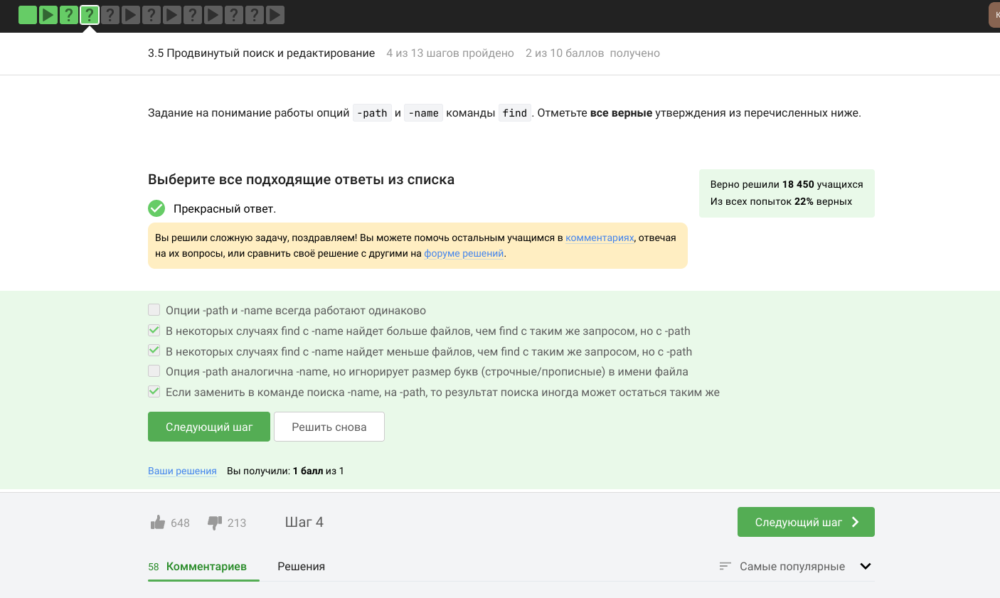 ? ? ? ? ? ? ?
К
3.5 Продвинутый поиск и редактирование 4 из 13 шагов пройдено 2 из 10 баллов получено
Задание на понимание работы опций -path и -name команды find. Отметьте все верные утверждения из перечисленных ниже.
Выберите все подходящие ответы из списка
Верно решили 18 450 учащихся
Из всех попыток 22% верных
Прекрасный ответ.
Вы решили сложную задачу, поздравляем! Вы можете помочь остальным учащимся в комментариях, отвечая
на их вопросы, или сравнить своё решение с другими на форуме решений.
Опции -path и -name всегда работают одинаково
В некоторых случаях find с -name найдет больше файлов, чем find с таким же запросом, но с -path
В некоторых случаях find с -name найдет меньше файлов, чем find с таким же запросом, но с -path
Опция -path аналогична -name, но игнорирует размер букв (строчные/прописные) в имени файла
Если заменить в команде поиска -name, на -path, то результат поиска иногда может остаться таким же
Следующий шаг Решить снова
Ваши решения Вы получили: 1 балл из 1
648 213 Шаг 4 Следующий шаг
58 Комментариев Решения Самые популярные